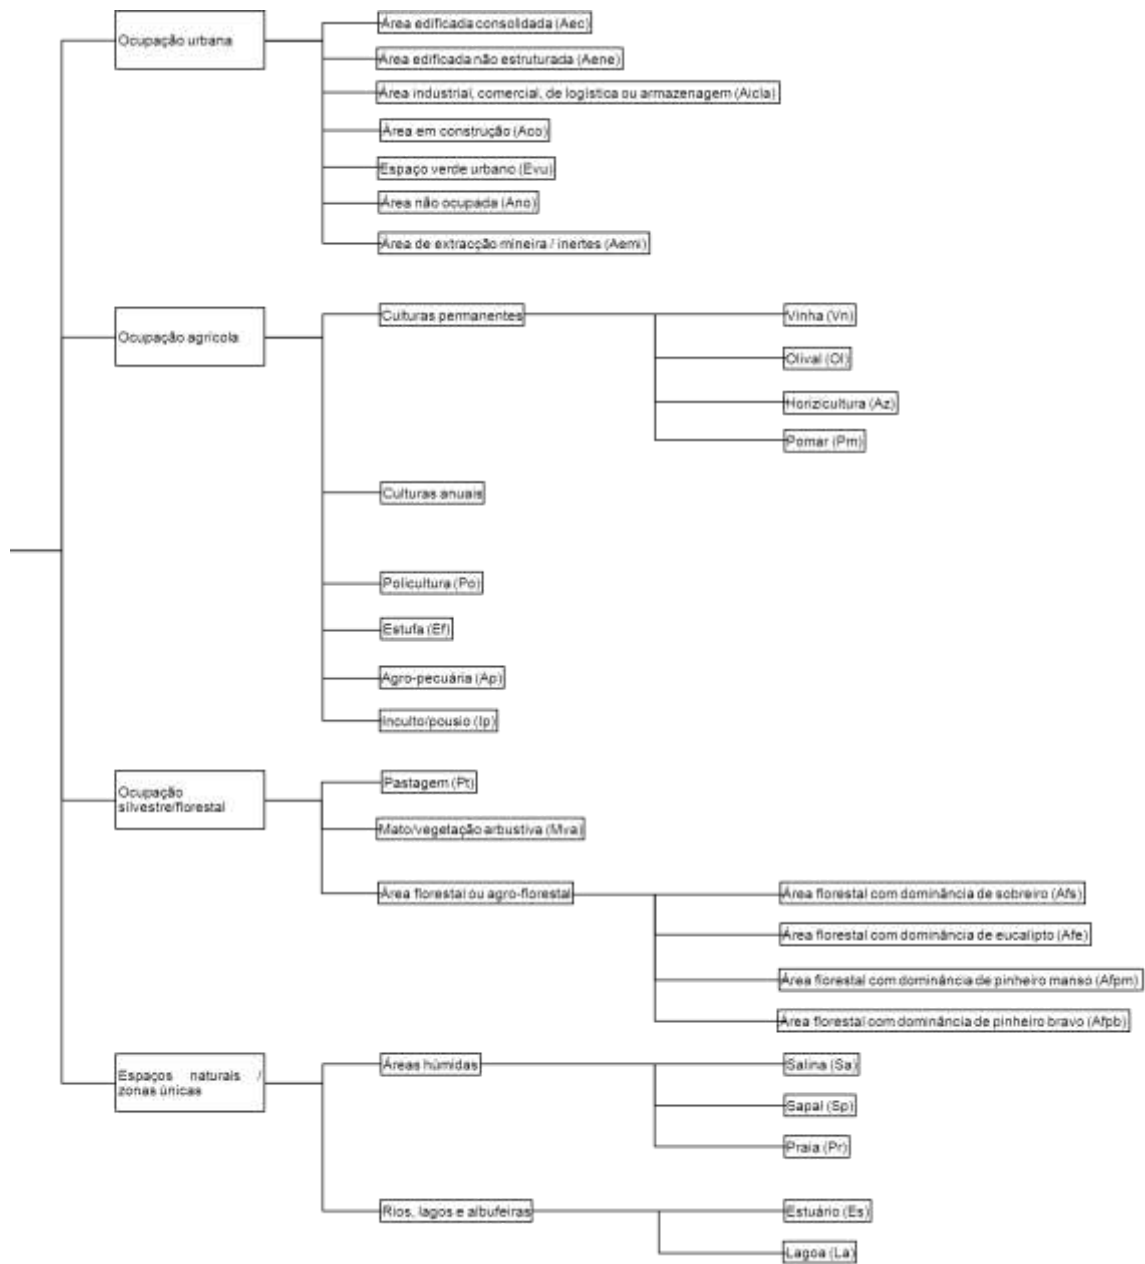 Ocupação urbana
Área edificada consolidada (Aec)
Área edificada não estruturada (Aene)
Área industrial, comercial, de logística ou armazenagem (Aicla)
Área em construção (Aco)
Espaço verde urbano (Evu)
Área não ocupada (Ano)
Área de extracção mineira / inertes (Aemi)
Ocupação agrícola
Culturas permanentes
Vinha (Vn)
Olival (Ol)
Horizicultura (Az)
Pomar (Pm)
Culturas anuais
Policultura (Po)
Estufa (Ef)
Agro-pecuária (Ap)
Inculto/pousio (Ip)
Ocupação
silvestre/florestal
Pastagem (Pt)
Mato/vegetação arbustiva (Mva)
Área florestal ou agro-florestal
Área florestal com dominância de sobreiro (Afs)
Área florestal com dominância de eucalipto (Afe)
Área florestal com dominância de pinheiro manso (Afpm)
Área florestal com dominância de pinheiro bravo (Afpb)
Espaços naturais /
zonas únicas
Áreas húmidas
Salina (Sa)
Sapal (Sp)
Praia (Pr)
Rios, lagos e albufeiras
Estuário (Es)
Lagoa (La)